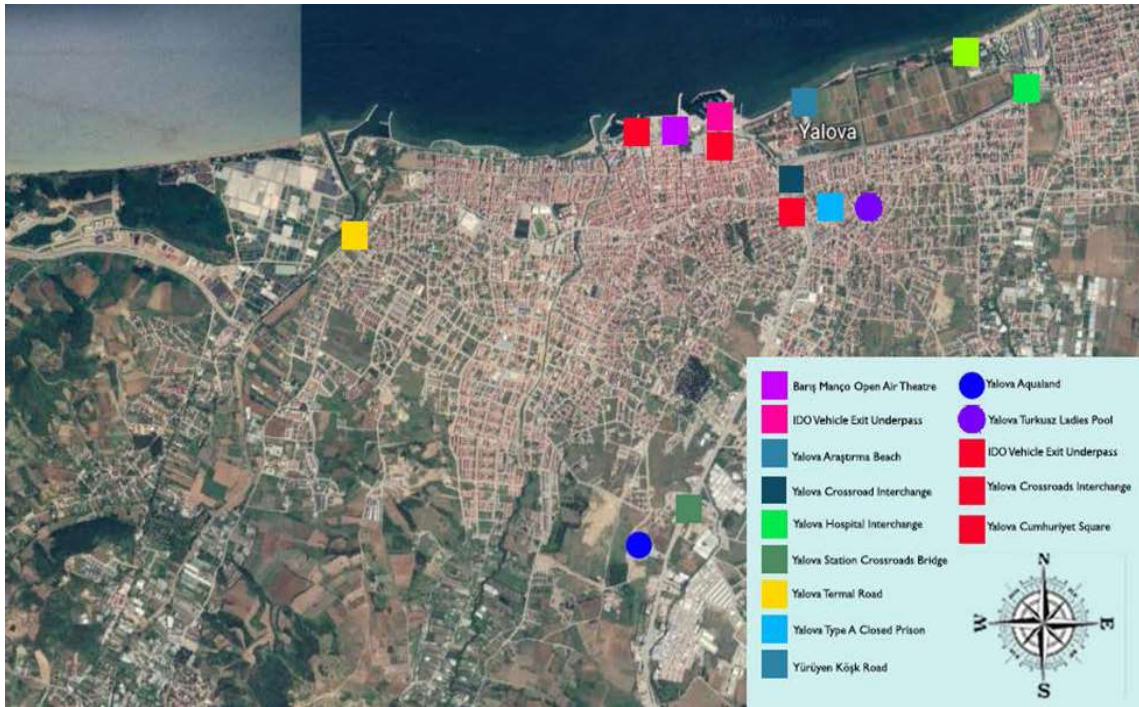 Yalova
Barış Manço Open Air Theatre
IDO Vehicle Exit Underpass
Yalova Araştırma Beach
Yalova Crossroad Interchange
Yalova Hospital Interchange
Yalova Station Crossroads Bridge
Yalova Termal Road
Yalova Type A Closed Prison
Yürüyen Köşk Road
Yalova Aqualand
Yalova Turkuaz Ladies Pool
IDO Vehicle Exit Underpass
Yalova Crossroads Interchange
Yalova Cumhuriyet Square
N
W
E
S